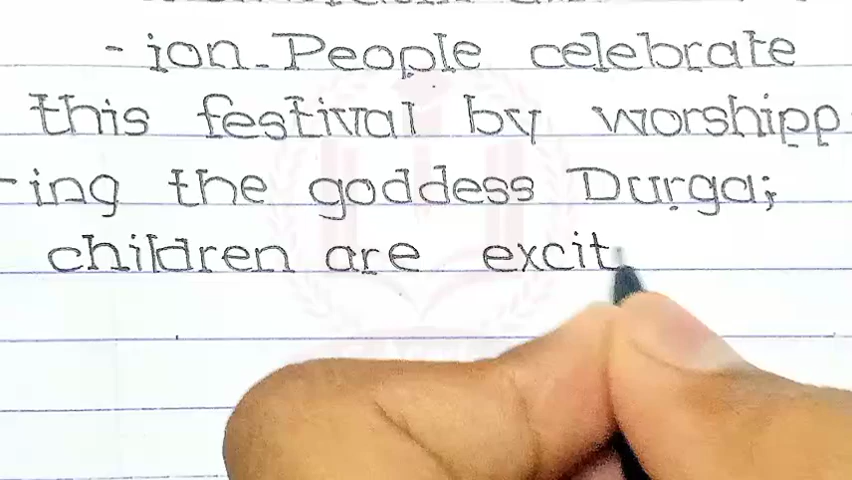 -ion. People celebrate
this festival by worshipp
-ing the goddess Durga;
children are excit